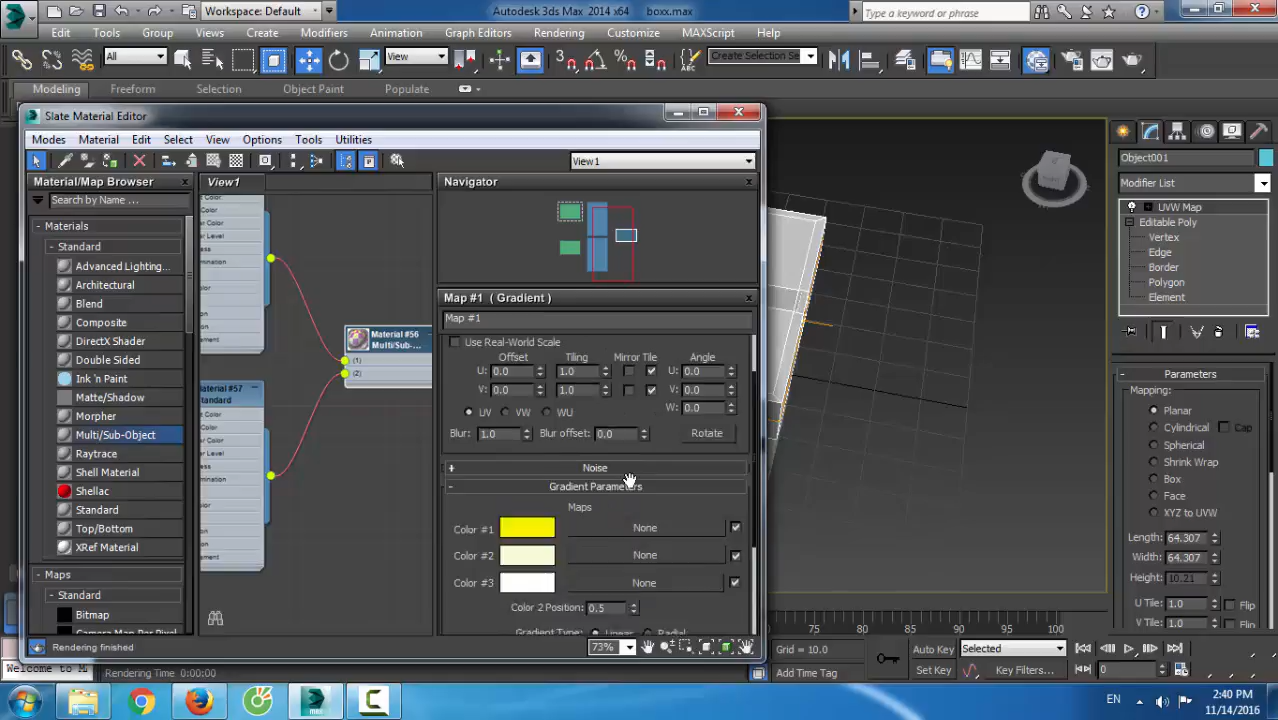 Workspace: Default
Autodesk 3ds Max 2014 x64
boxx.max
Type a keyword or phrase
Edit
Tools
Group
Views
Create
Modifiers
Animation
Graph Editors
Rendering
Customize
MAXScript
Help
All
View
Create Selection Se
Modeling
Freeform
Selection
Object Paint
Populate
Slate Material Editor
Modes
Material
Edit
Select
View
Options
Tools
Utilities
View1
Material/Map Browser
View1
Navigator
Search by Name ...
- Materials
- Standard
Advanced Lighting...
Architectural
Blend
Composite
DirectX Shader
Double Sided
Ink 'n Paint
Matte/Shadow
Morpher
Multi/Sub-Object
Raytrace
Shell Material
Shellac
Standard
Top/Bottom
XRef Material
- Maps
- Standard
Bitmap
Camera Map Per Pixel
Color
Color
Color Level
Material #56
Multi/Sub-...
(1)
(2)
Material #57
Standard
Map #1 ( Gradient )
Map #1
Use Real-World Scale
Offset
Tiling
Mirror Tile
Angle
U: 0.0
1.0
U: 0.0
V: 0.0
1.0
V: 0.0
W: 0.0
UV
VW
WU
Blur: 1.0
Blur offset: 0.0
Rotate
+ Noise
- Gradient Parameters
Maps
Color #1
None
Color #2
None
Color #3
None
Color 2 Position: 0.5
Gradient Type:
Linear
Radial
Rendering finished
73%
Welcome to M
Rendering Time 0:00:00
Object001
Modifier List
UVW Map
Editable Poly
Vertex
Edge
Border
Polygon
Element
- Parameters
Mapping:
Planar
Cylindrical
Cap
Spherical
Shrink Wrap
Box
Face
XYZ to UVW
Length: 64.307
Width: 64.307
Height: 10.21
U Tile: 1.0
Flip
V Tile: 1.0
Flip
75
80
85
90
95
100
Grid = 10.0
Add Time Tag
Auto Key
Selected
Set Key
Key Filters...
0
EN
2:40 PM
11/14/2016